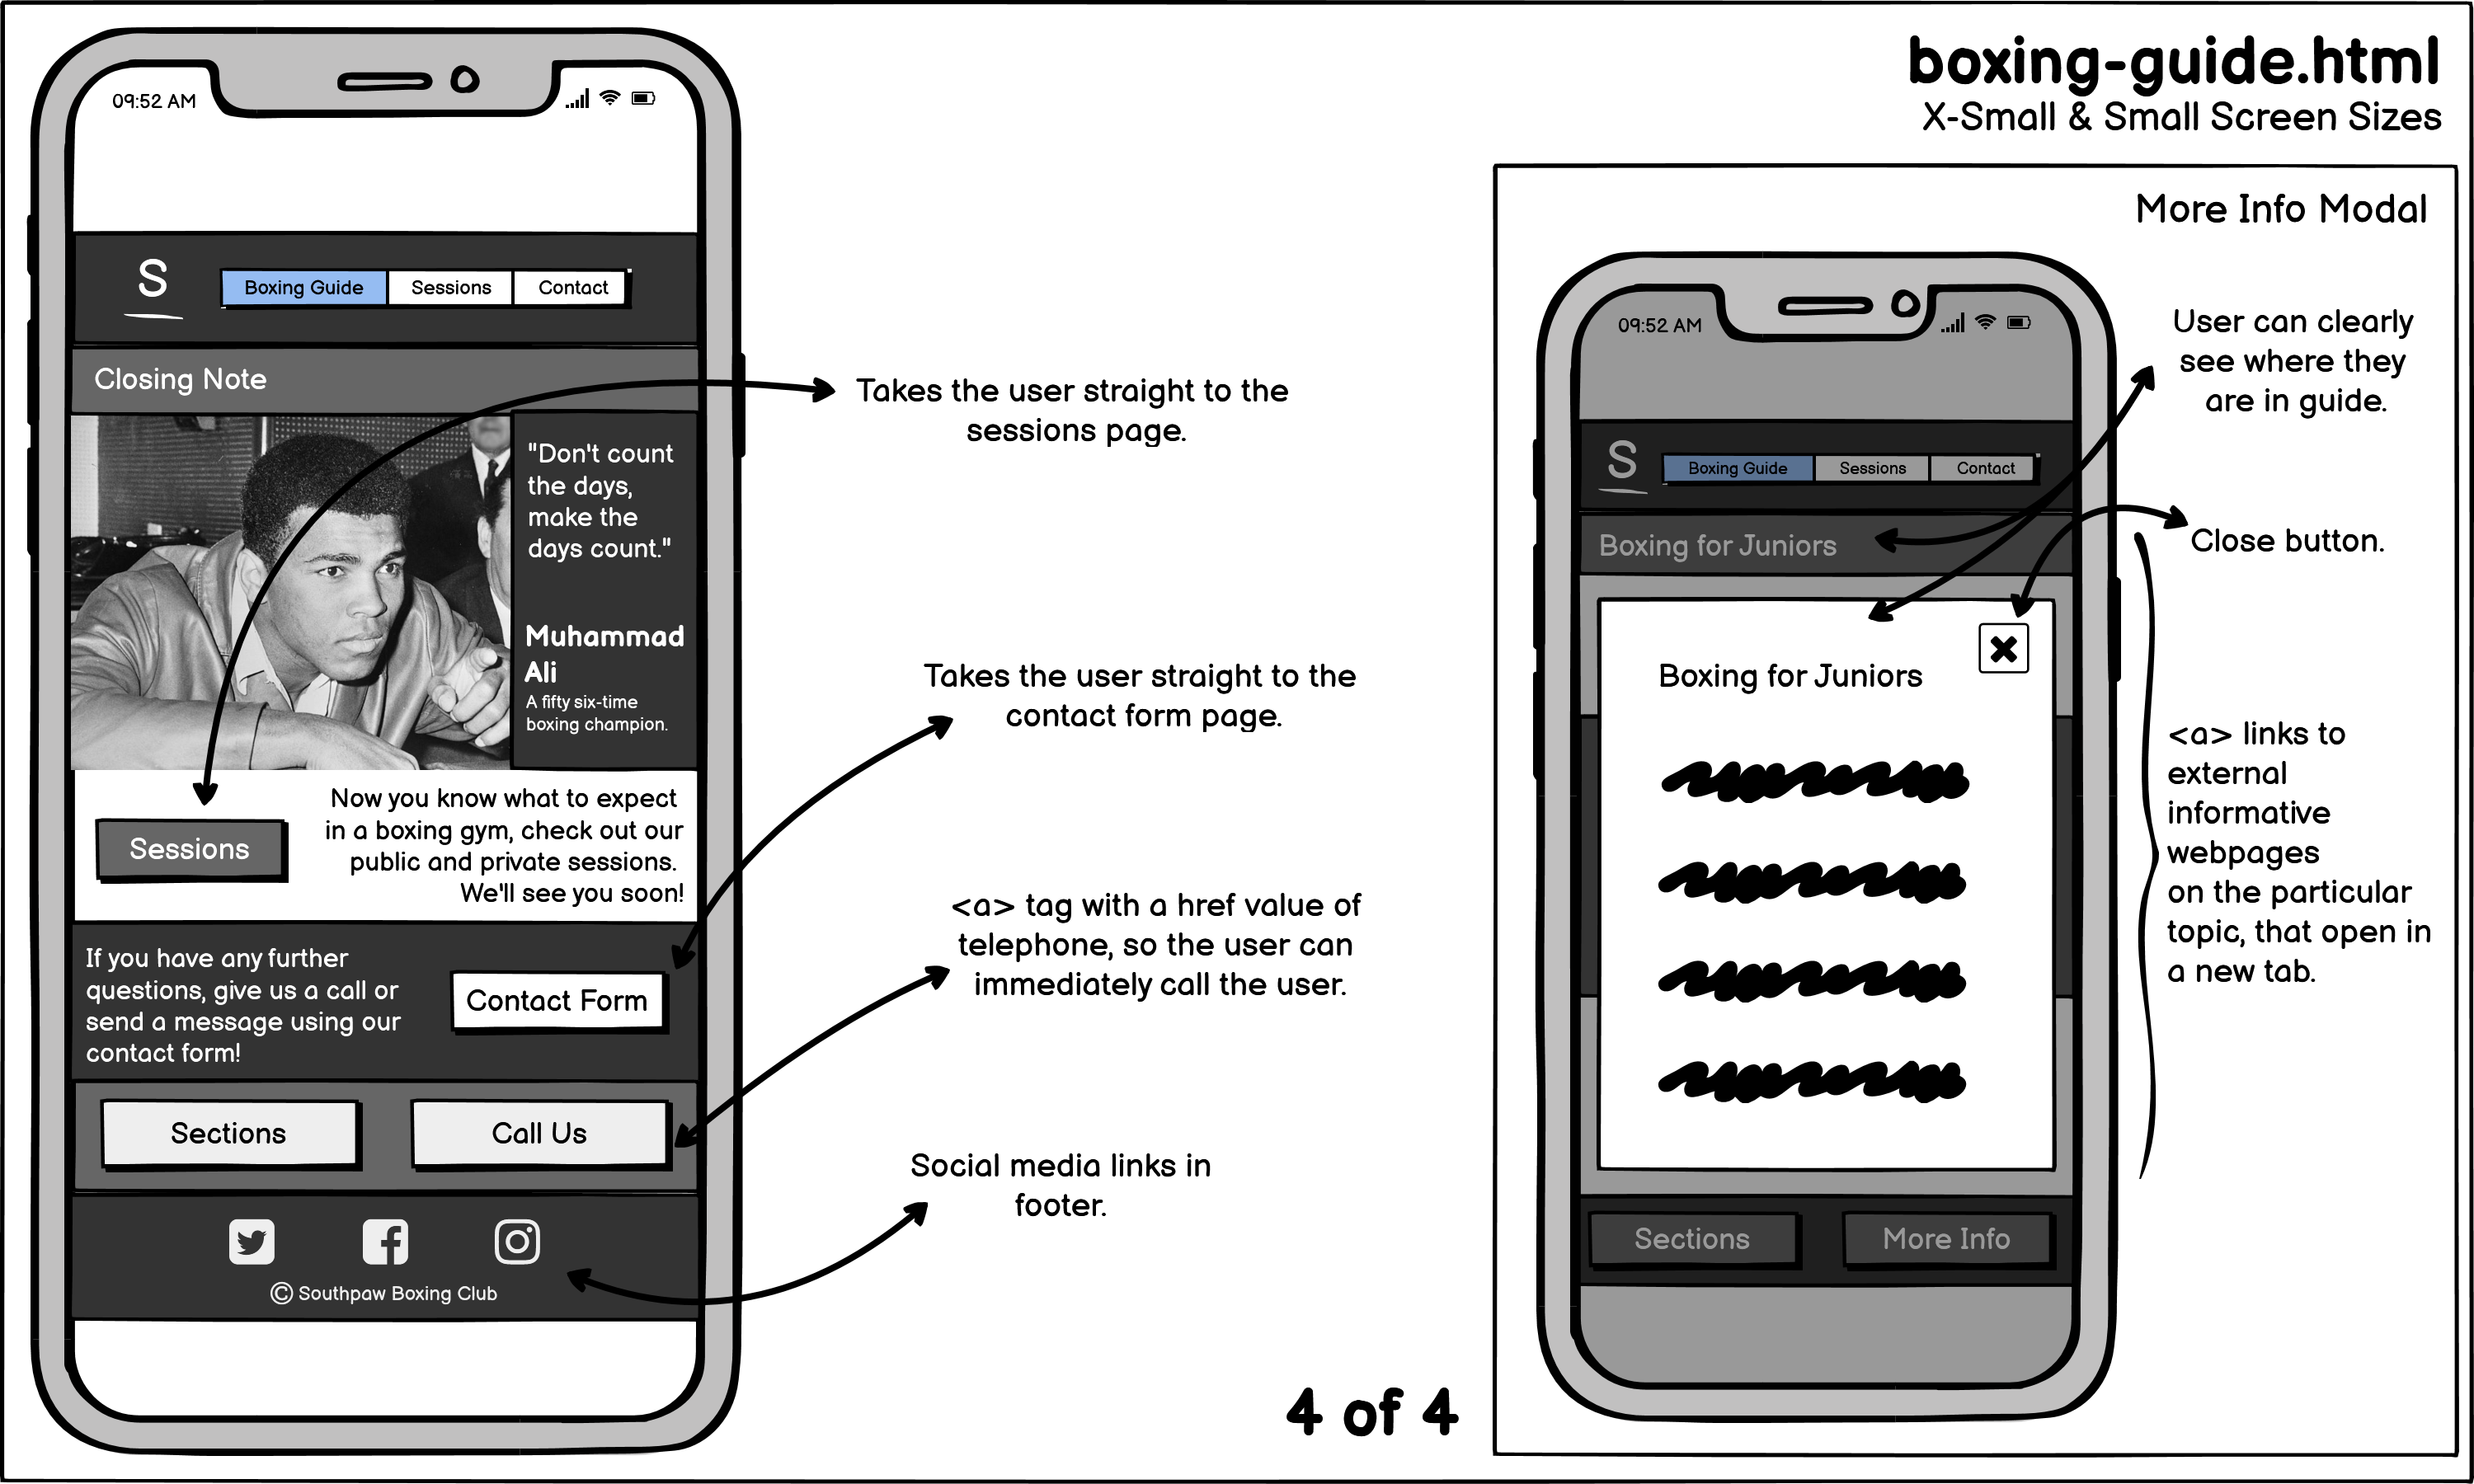 boxing-guide.html
X-Small & Small Screen Sizes
09:52 AM
S
Boxing Guide
Sessions
Contact
Closing Note
"Don't count
the days,
make the
days count."
Muhammad
Ali
A fifty six-time
boxing champion.
Sessions
Now you know what to expect
in a boxing gym, check out our
public and private sessions.
We'll see you soon!
If you have any further
questions, give us a call or
send a message using our
contact form!
Contact Form
Sections
Call Us
© Southpaw Boxing Club
Takes the user straight to the
sessions page.
Takes the user straight to the
contact form page.
<a> tag with a href value of
telephone, so the user can
immediately call the user.
Social media links in
footer.
4 of 4
More Info Modal
09:52 AM
S
Boxing Guide
Sessions
Contact
Boxing for Juniors
Boxing for Juniors
Sections
More Info
User can clearly
see where they
are in guide.
Close button.
<a> links to
external
informative
webpages
on the particular
topic, that open in
a new tab.